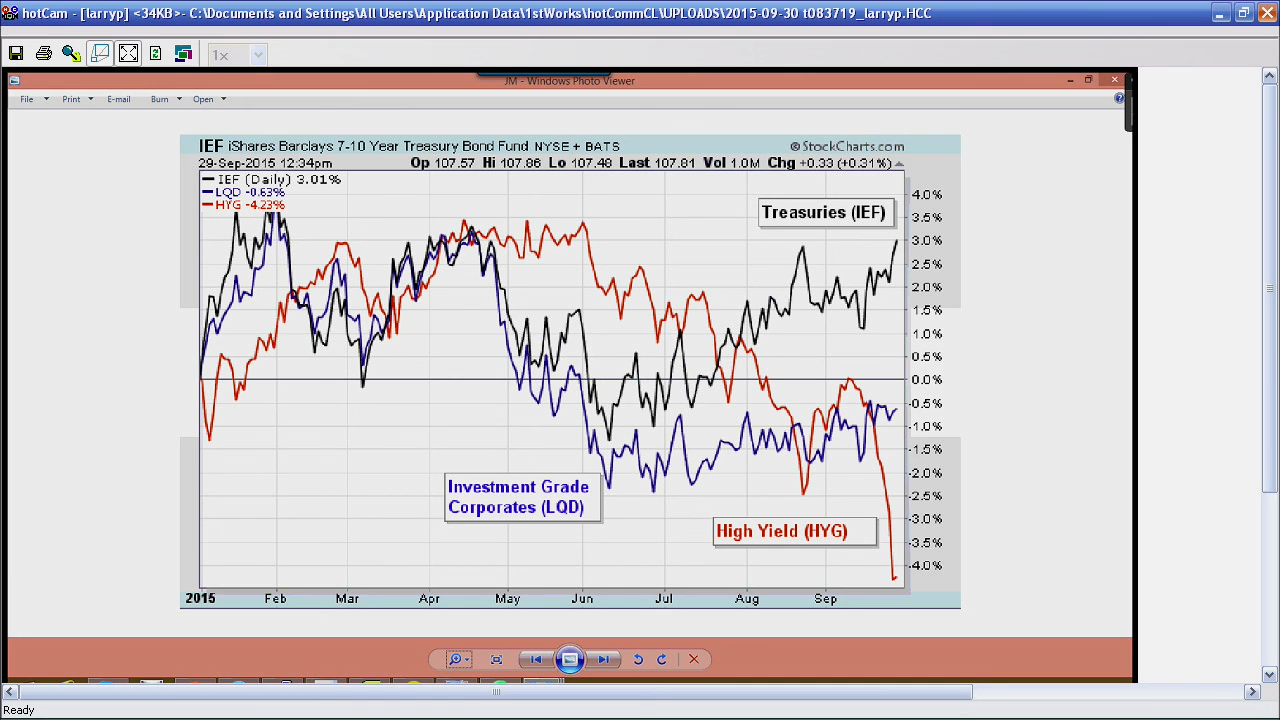 hotCam - [larryp] <34KB> - C:\Documents and Settings\All Users\Application Data\1stWorks\hotCommCL\UPLOADS\2015-09-30 t083719_larryp.HCC
1x
JM - Windows Photo Viewer
File Print E-mail Burn Open
IEF iShares Barclays 7-10 Year Treasury Bond Fund NYSE + BATS © StockCharts.com
29-Sep-2015 12:34pm Op 107.57 Hi 107.86 Lo 107.48 Last 107.81 Vol 1.0M Chg +0.33 (+0.31%)
IEF (Daily) 3.01%
LQD -0.63%
HYG -4.23%
Treasuries (IEF)
4.0%
3.5%
3.0%
2.5%
2.0%
1.5%
1.0%
0.5%
0.0%
-0.5%
-1.0%
-1.5%
-2.0%
-2.5%
-3.0%
-3.5%
-4.0%
Investment Grade
Corporates (LQD)
High Yield (HYG)
2015 Feb Mar Apr May Jun Jul Aug Sep
Ready